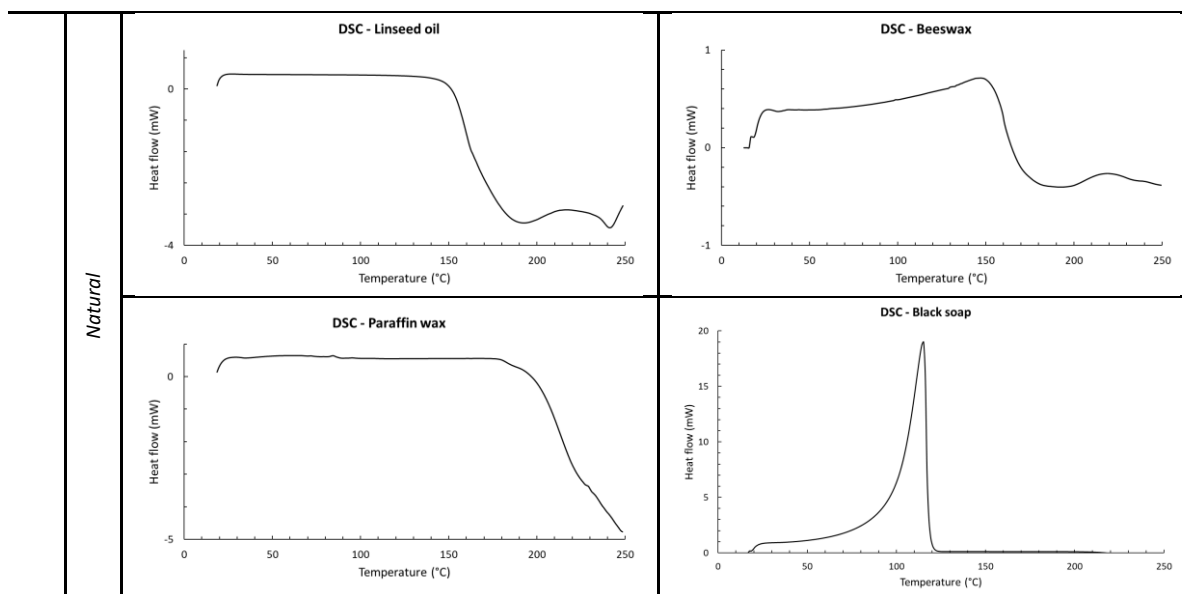 Natural
DSC - Linseed oil
Heat flow (mW)
0
-4
0
50
100
150
200
250
Temperature (°C)
DSC - Beeswax
Heat flow (mW)
1
0
-1
0
50
100
150
200
250
Temperature (°C)
DSC - Paraffin wax
Heat flow (mW)
0
-5
0
50
100
150
200
250
Temperature (°C)
DSC - Black soap
Heat flow (mW)
20
15
10
5
0
0
50
100
150
200
250
Temperature (°C)